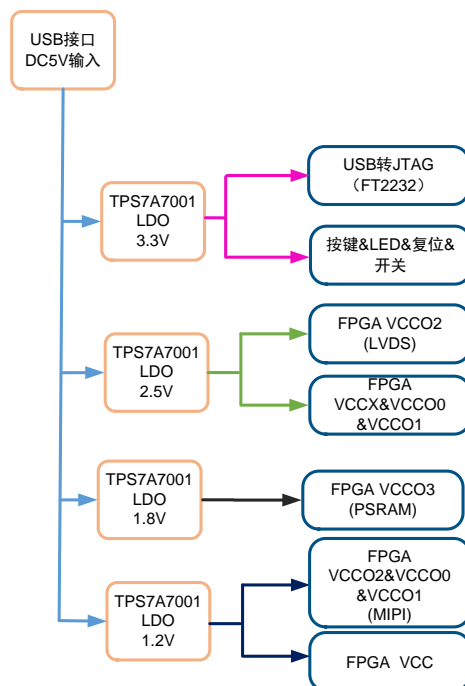 USB接口
DC5V输入
USB转JTAG
（FT2232）
TPS7A7001
LDO
3.3V
按键&LED&复位&
开关
FPGA VCCO2
(LVDS)
TPS7A7001
LDO
2.5V
FPGA
VCCX&VCCO0
&VCCO1
TPS7A7001
LDO
1.8V
FPGA VCCO3
(PSRAM)
FPGA
VCCO2&VCCO0
&VCCO1
(MIPI)
TPS7A7001
LDO
1.2V
FPGA VCC